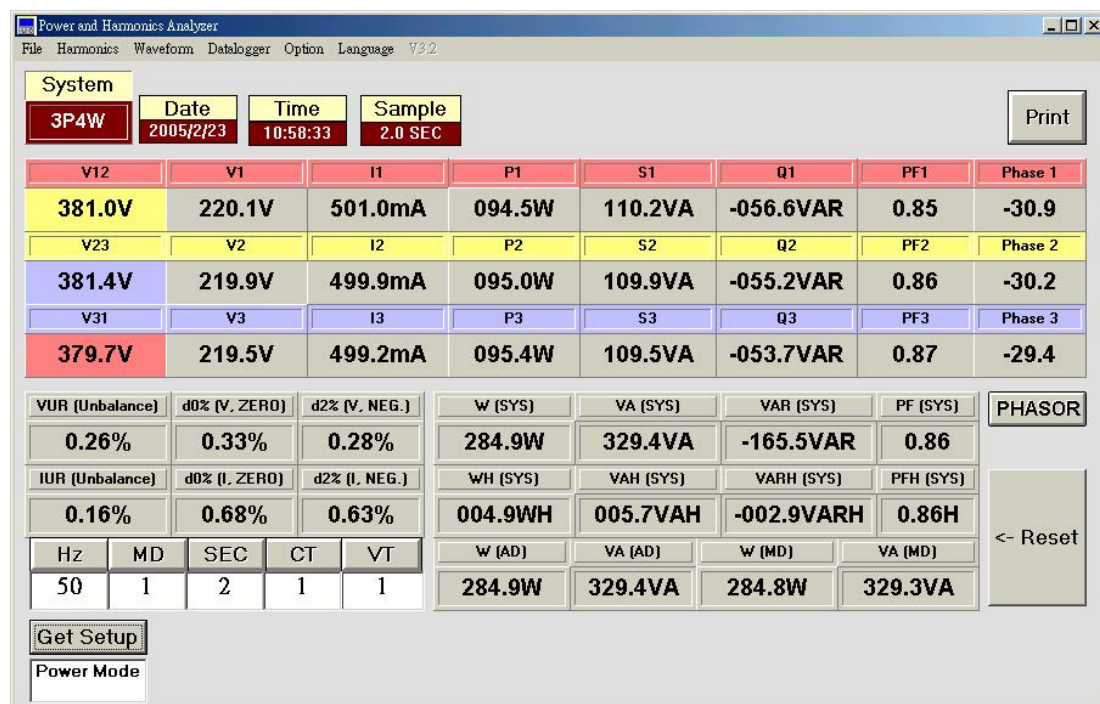 Power and Harmonics Analyzer
File Harmonics Waveform Datalogger Option Language V3.2
System
3P4W
Date Time Sample
2005/2/23 10:58:33 2.0 SEC
Print
V12 V1 I1 P1 S1 Q1 PF1 Phase 1
381.0V 220.1V 501.0mA 094.5W 110.2VA -056.6VAR 0.85 -30.9
V23 V2 I2 P2 S2 Q2 PF2 Phase 2
381.4V 219.9V 499.9mA 095.0W 109.9VA -055.2VAR 0.86 -30.2
V31 V3 I3 P3 S3 Q3 PF3 Phase 3
379.7V 219.5V 499.2mA 095.4W 109.5VA -053.7VAR 0.87 -29.4
VUR (Unbalance) d0% (V, ZERO) d2% (V, NEG.) W (SYS) VA (SYS) VAR (SYS) PF (SYS) PHASOR
0.26% 0.33% 0.28% 284.9W 329.4VA -165.5VAR 0.86
IUR (Unbalance) d0% (I, ZERO) d2% (I, NEG.) WH (SYS) VAH (SYS) VARH (SYS) PFH (SYS)
0.16% 0.68% 0.63% 004.9WH 005.7VAH -002.9VARH 0.86H
<- Reset
Hz MD SEC CT VT W (AD) VA (AD) W (MD) VA (MD)
50 1 2 1 1 284.9W 329.4VA 284.8W 329.3VA
Get Setup
Power Mode